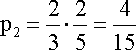 p₂ = 2/3 · 2/5 = 4/15